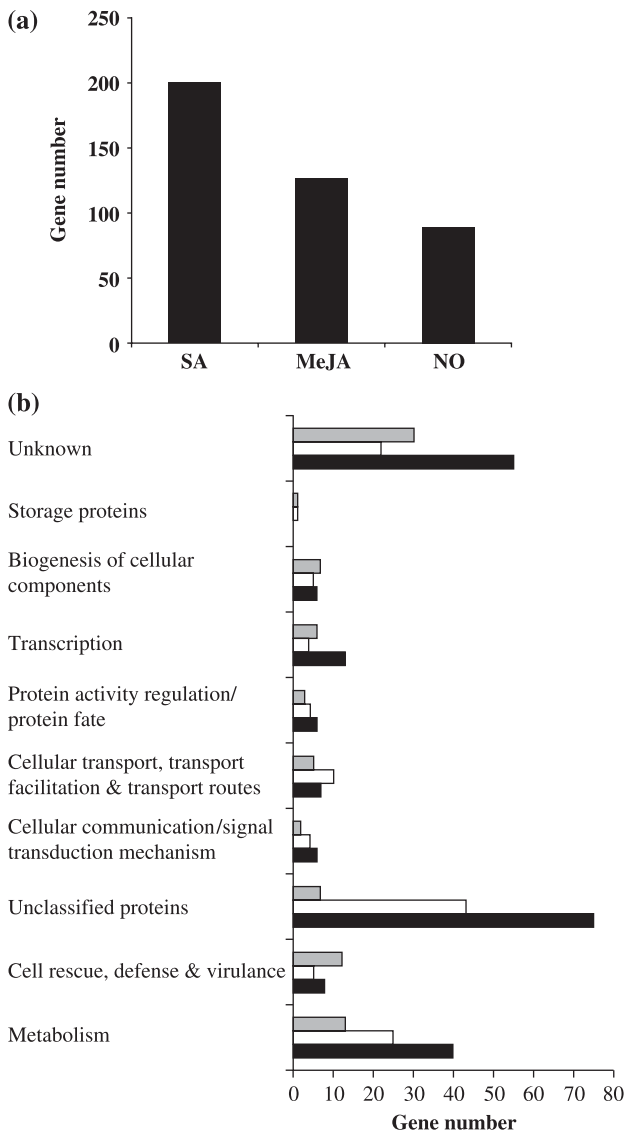 (a)
250
200
150
100
50
0
Gene number
SA MeJA NO
(b)
Unknown
Storage proteins
Biogenesis of cellular
components
Transcription
Protein activity regulation/
protein fate
Cellular transport, transport
facilitation & transport routes
Cellular communication/signal
transduction mechanism
Unclassified proteins
Cell rescue, defense & virulance
Metabolism
0 10 20 30 40 50 60 70 80
Gene number